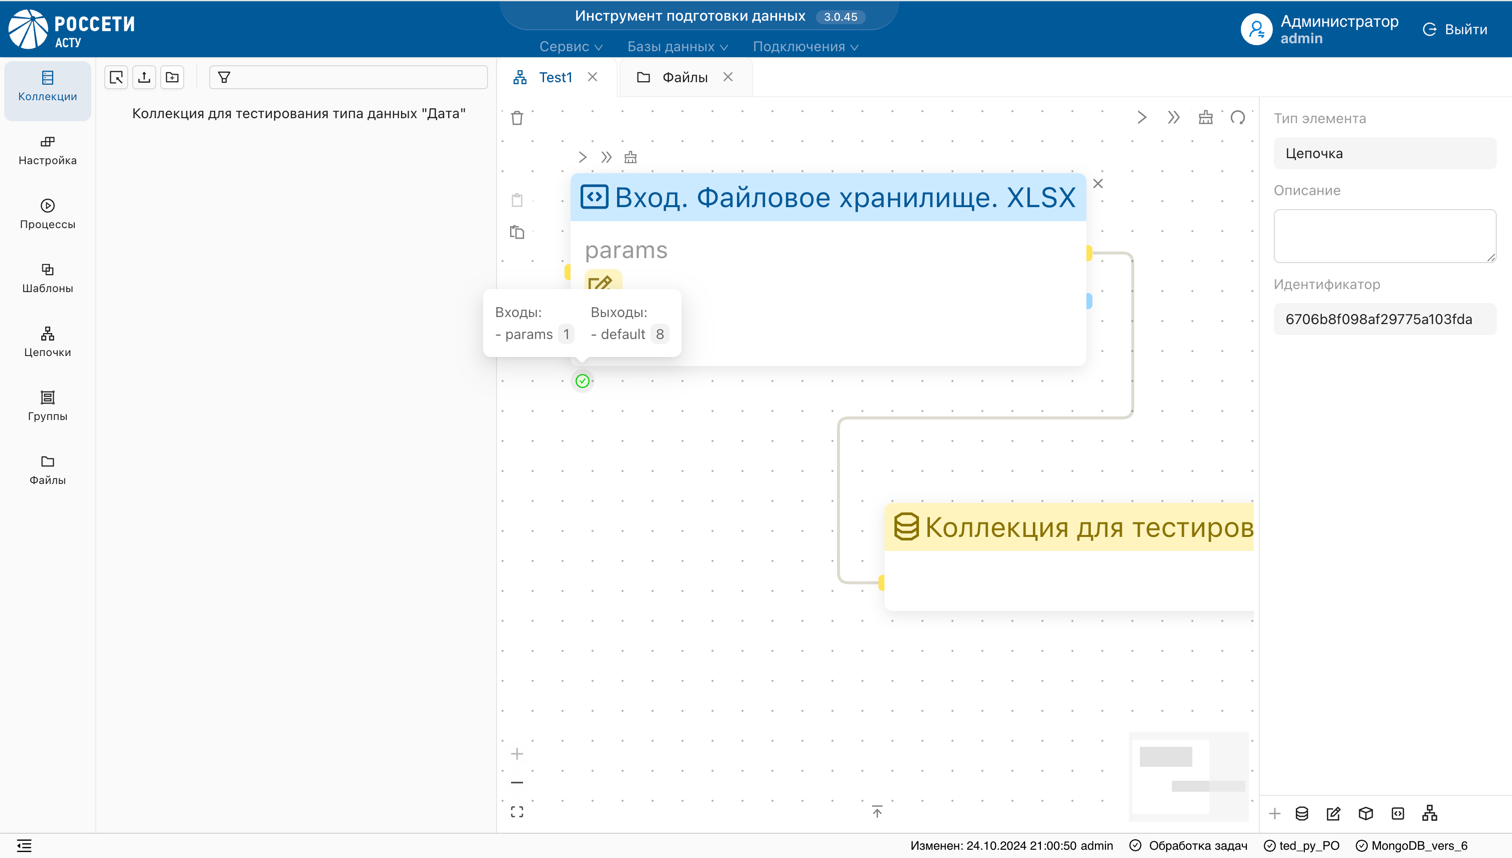 РОССЕТИ
АСТУ
Инструмент подготовки данных 3.0.45
Сервис Базы данных Подключения
Администратор
admin
Выйти
Коллекции
Настройка
Процессы
Шаблоны
Цепочки
Группы
Файлы
Коллекция для тестирования типа данных "Дата"
Test1 Файлы
Вход. Файловое хранилище. XLSX
params
Входы: Выходы:
- params 1 - default 8
Коллекция для тестиров
Тип элемента
Цепочка
Описание
Идентификатор
6706b8f098af29775a103fda
Изменен: 24.10.2024 21:00:50 admin Обработка задач ted_py_PO MongoDB_vers_6